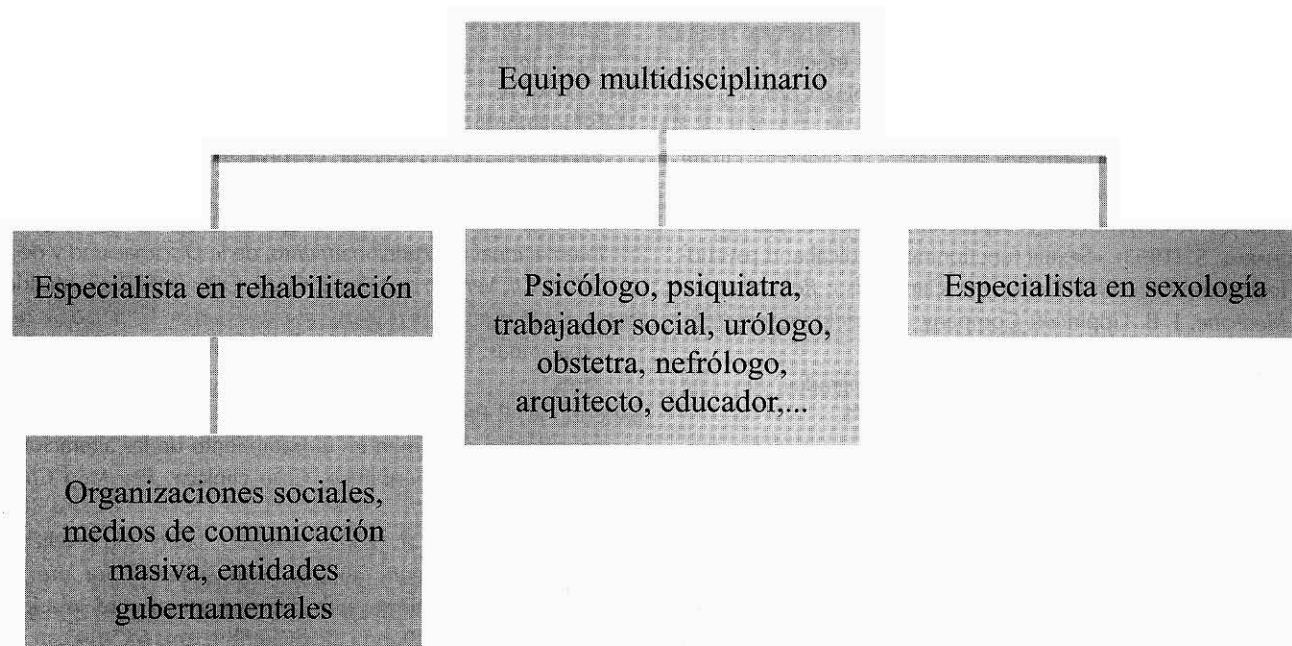 Equipo multidisciplinario
Especialista en rehabilitación
Psicólogo, psiquiatra,
trabajador social, urólogo,
obstetra, nefrólogo,
arquitecto, educador,...
Especialista en sexología
Organizaciones sociales,
medios de comunicación
masiva, entidades
gubernamentales